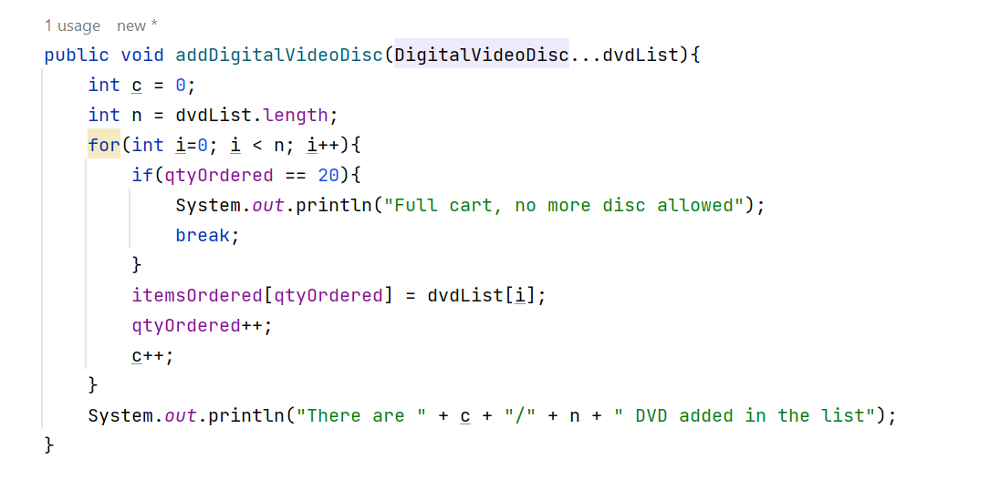 1 usage   new *
public void addDigitalVideoDisc(DigitalVideoDisc...dvdList){
    int c = 0;
    int n = dvdList.length;
    for(int i=0; i < n; i++){
        if(qtyOrdered == 20){
            System.out.println("Full cart, no more disc allowed");
            break;
        }
        itemsOrdered[qtyOrdered] = dvdList[i];
        qtyOrdered++;
        c++;
    }
    System.out.println("There are " + c + "/" + n + " DVD added in the list");
}